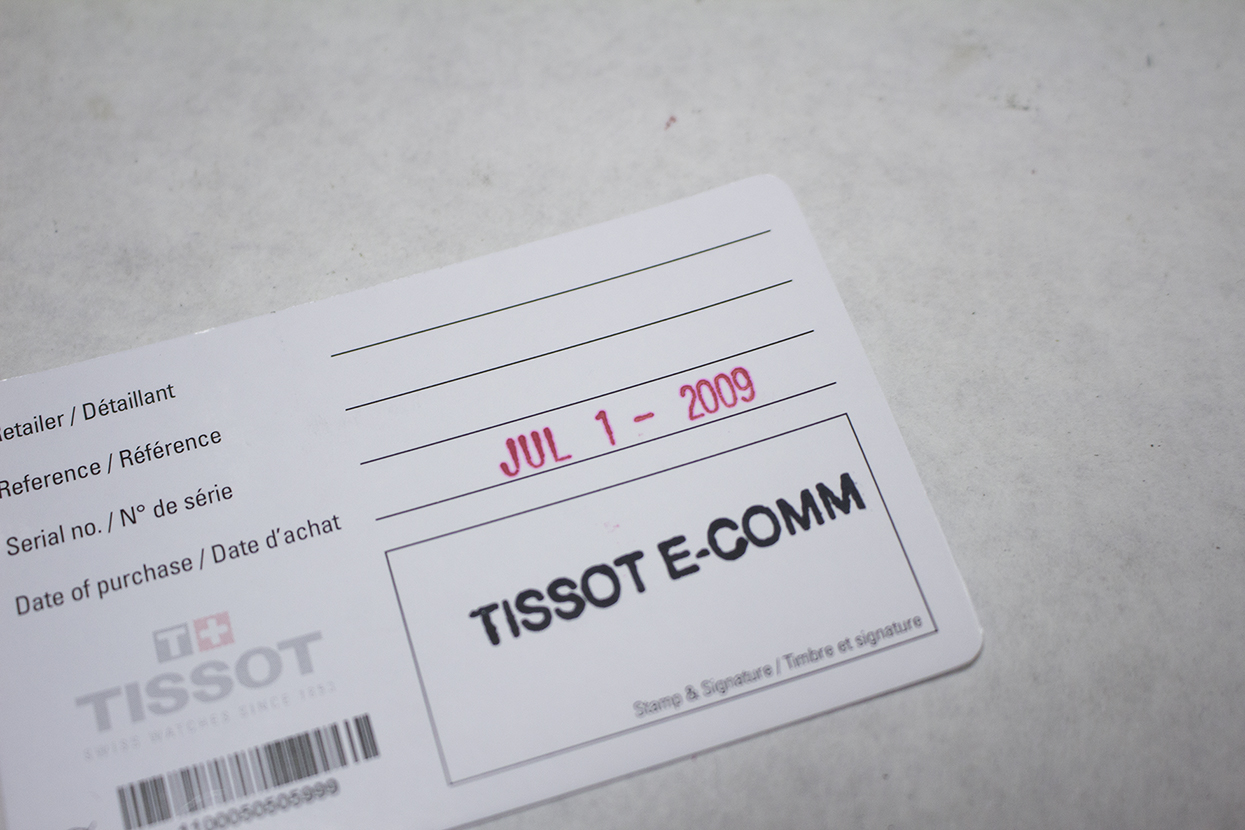 etailer / Détaillant
Reference / Référence
Serial no. / N° de série
Date of purchase / Date d'achat
JUL 1 - 2009
TISSOT E-COMM
Stamp & Signature / Timbre et signature
T+
TISSOT
SWISS WATCHES SINCE 1853